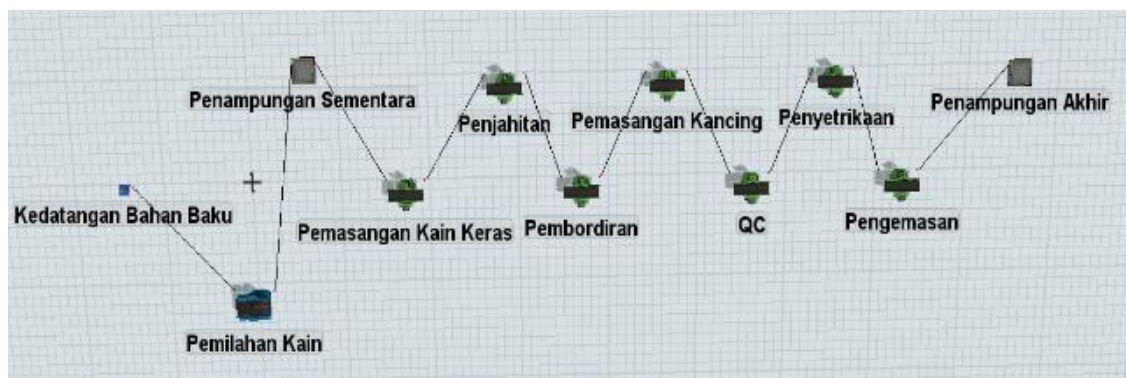 Kedatangan Bahan Baku
Pemilahan Kain
Penampungan Sementara
Pemasangan Kain Keras
Penjahitan
Pembordiran
Pemasangan Kancing
QC
Penyetrikaan
Pengemasan
Penampungan Akhir